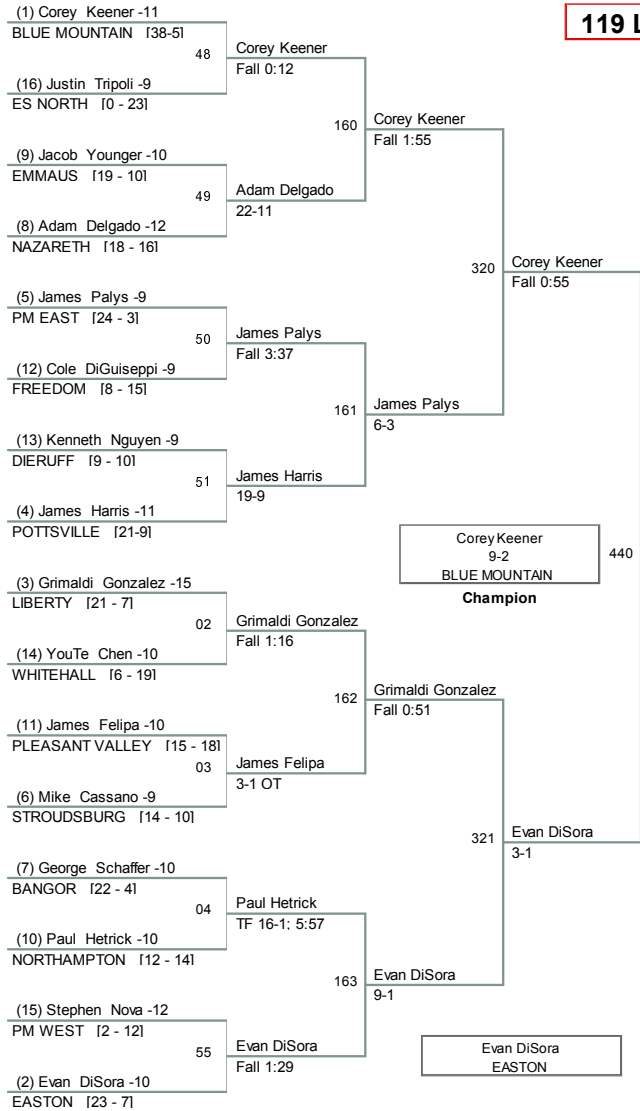 119 L
(1) Corey Keener -11
BLUE MOUNTAIN [38-5]
48
Corey Keener
Fall 0:12
(16) Justin Tripoli -9
ES NORTH [0 - 23]
160
Corey Keener
Fall 1:55
(9) Jacob Younger -10
EMMAUS [19 - 10]
49
Adam Delgado
22-11
(8) Adam Delgado -12
NAZARETH [18 - 16]
320
Corey Keener
Fall 0:55
(5) James Palys -9
PM EAST [24 - 3]
50
James Palys
Fall 3:37
(12) Cole DiGuiseppi -9
FREEDOM [8 - 15]
161
James Palys
6-3
(13) Kenneth Nguyen -9
DIERUFF [9 - 10]
51
James Harris
19-9
(4) James Harris -11
POTTSVILLE [21-9]
Corey Keener
9-2
BLUE MOUNTAIN
440
Champion
(3) Grimaldi Gonzalez -15
LIBERTY [21 - 7]
02
Grimaldi Gonzalez
Fall 1:16
(14) YouTe Chen -10
WHITEHALL [6 - 19]
162
Grimaldi Gonzalez
Fall 0:51
(11) James Felipa -10
PLEASANT VALLEY [15 - 18]
03
James Felipa
3-1 OT
(6) Mike Cassano -9
STROUDSBURG [14 - 10]
321
Evan DiSora
3-1
(7) George Schaffer -10
BANGOR [22 - 4]
04
Paul Hetrick
TF 16-1; 5:57
(10) Paul Hetrick -10
NORTHAMPTON [12 - 14]
163
Evan DiSora
9-1
(15) Stephen Nova -12
PM WEST [2 - 12]
55
Evan DiSora
Fall 1:29
(2) Evan DiSora -10
EASTON [23 - 7]
Evan DiSora
EASTON